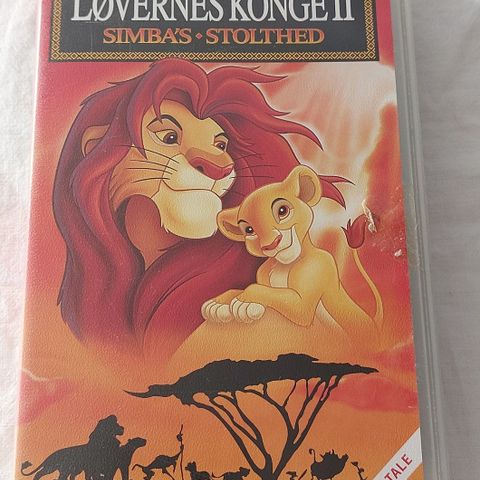 LØVERNES KONGE II
SIMBA'S • STOLTHED
TALE